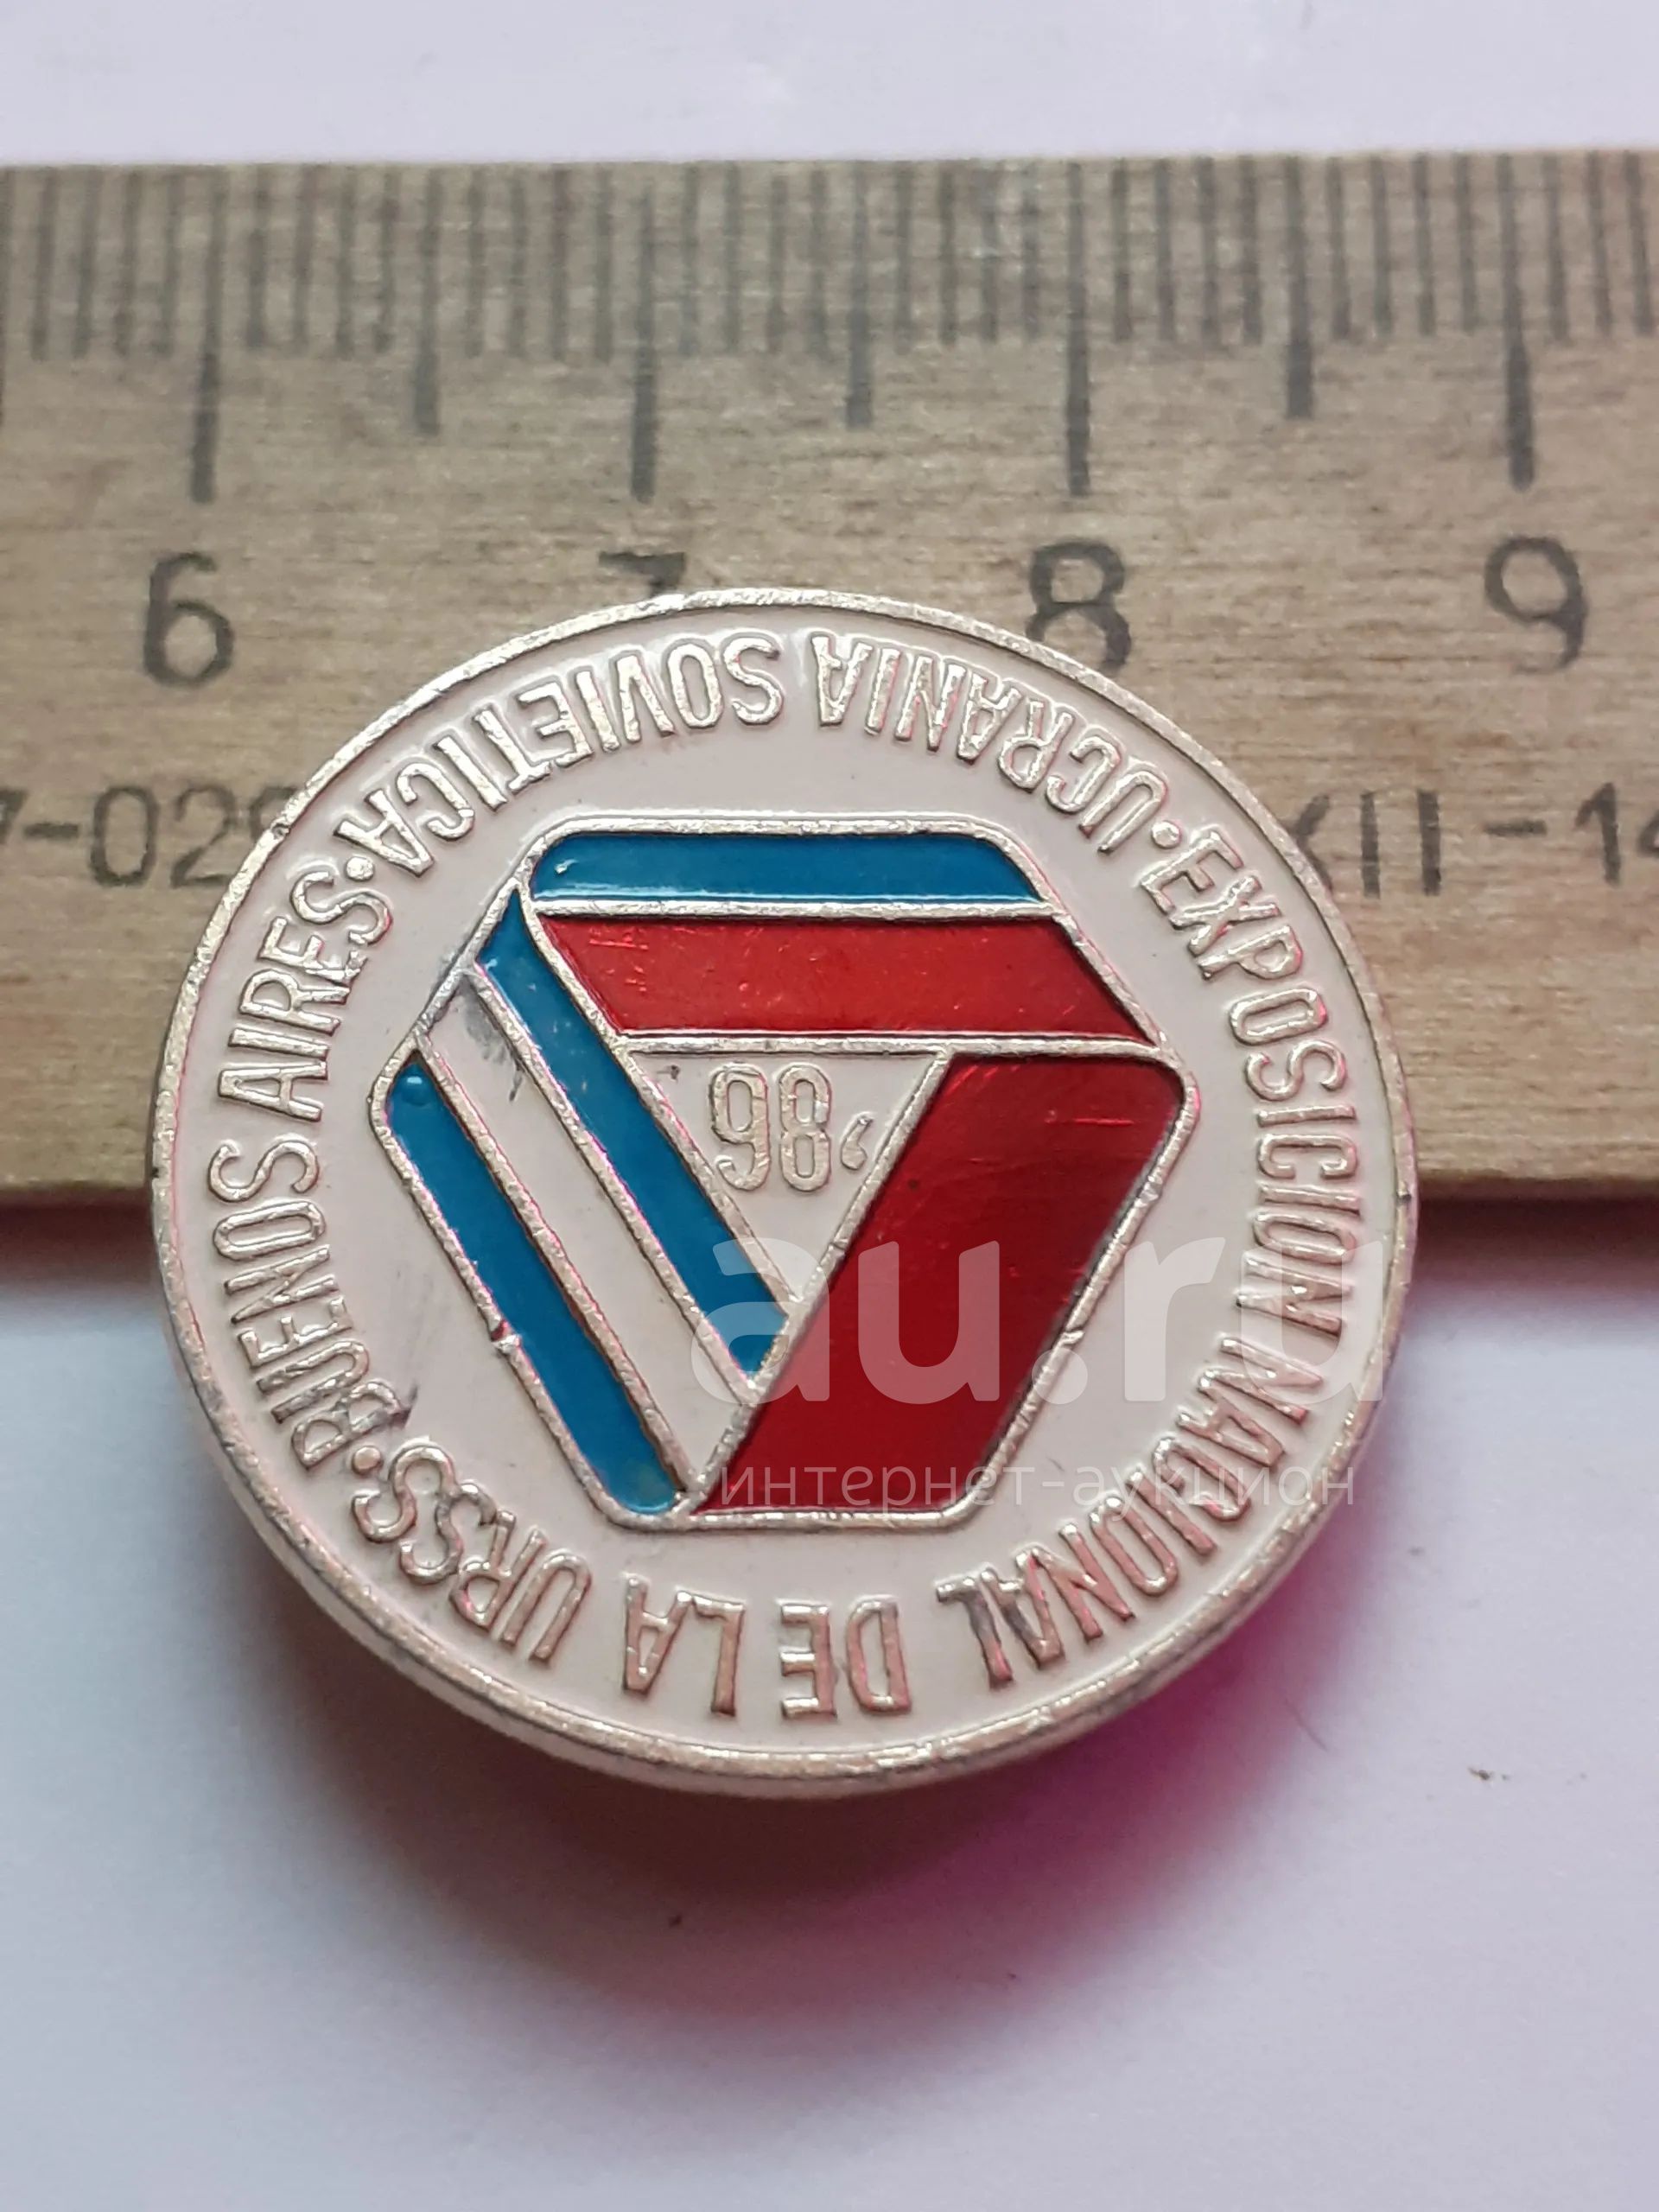 6 7 8 9
EXPOSICION NACIONAL DE LA URSS·BUENOS AIRES·
UCRANIA SOVIETICA·
'86
au.ru
интернет-аукцион